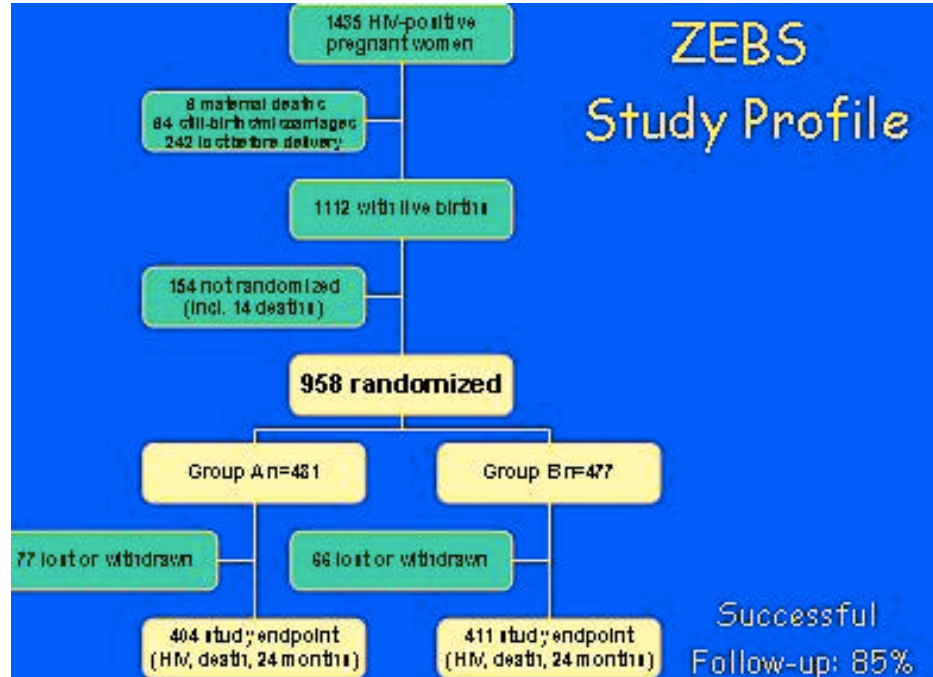 1435 HIV-positive
pregnant women
ZEBS
Study Profile
maternal deaths
still-birth/miscarriages
242 lost before delivery
1112 with live births
154 not randomized
(incl. 14 deaths)
958 randomized
Group A n=481
Group B n=477
77 lost or withdrawn
66 lost or withdrawn
404 study endpoint
(HIV, death, 24 months)
411 study endpoint
(HIV, death, 24 months)
Successful
Follow-up: 85%